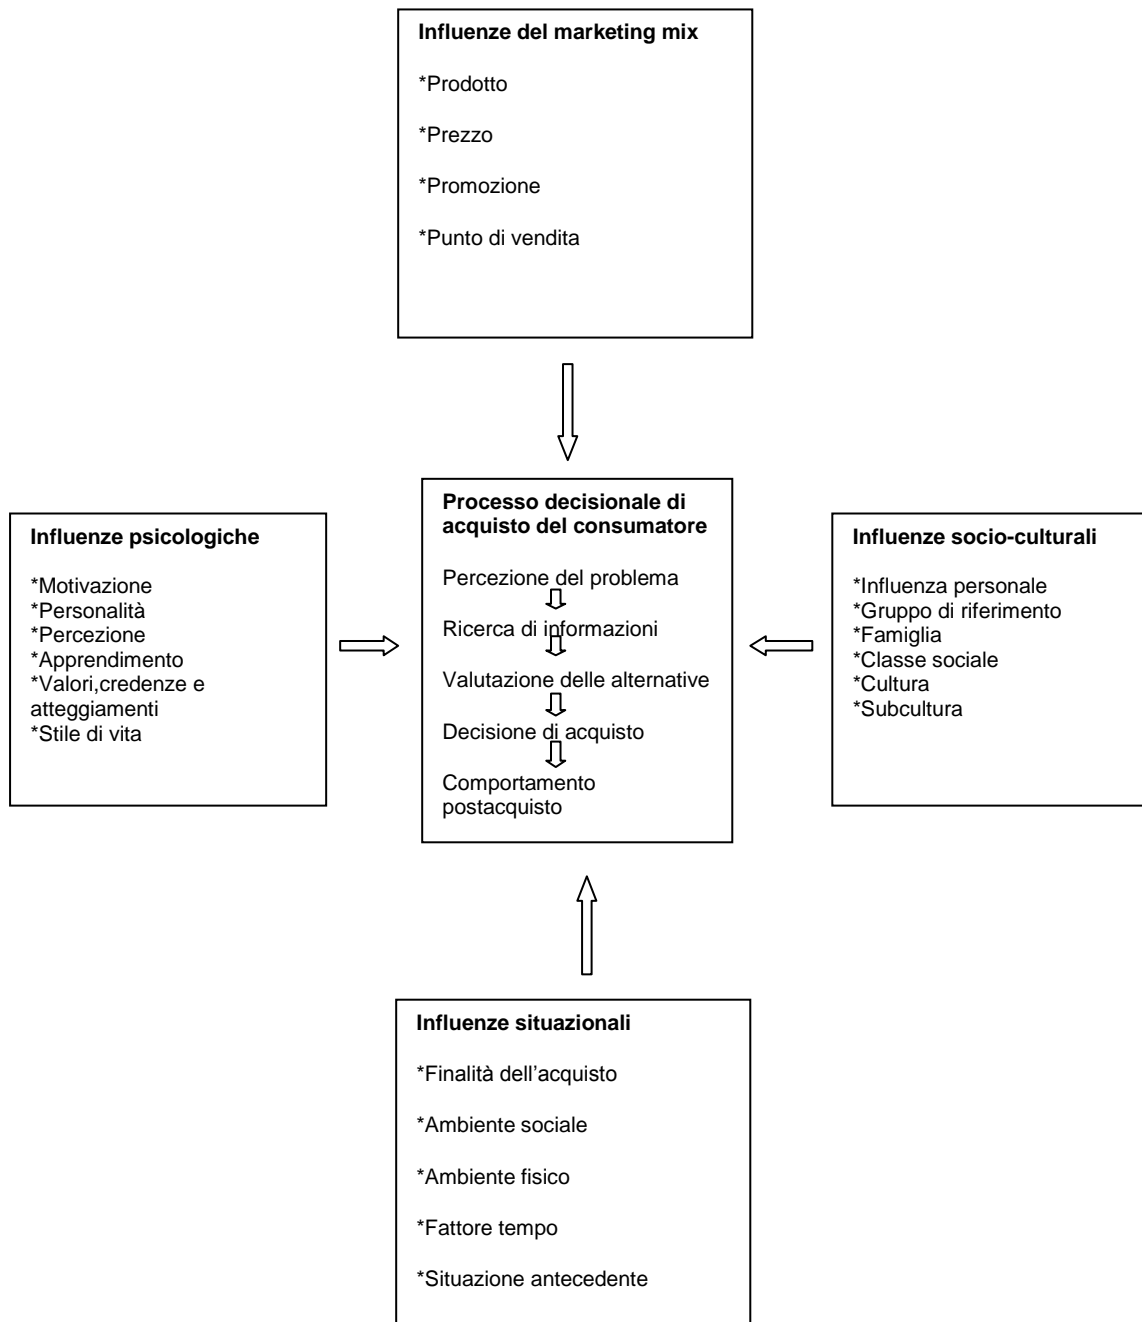 Influenze del marketing mix
*Prodotto
*Prezzo
*Promozione
*Punto di vendita
Influenze psicologiche
*Motivazione
*Personalità
*Percezione
*Apprendimento
*Valori,credenze e
atteggiamenti
*Stile di vita
Processo decisionale di
acquisto del consumatore
Percezione del problema
Ricerca di informazioni
Valutazione delle alternative
Decisione di acquisto
Comportamento
postacquisto
Influenze socio-culturali
*Influenza personale
*Gruppo di riferimento
*Famiglia
*Classe sociale
*Cultura
*Subcultura
Influenze situazionali
*Finalità dell’acquisto
*Ambiente sociale
*Ambiente fisico
*Fattore tempo
*Situazione antecedente